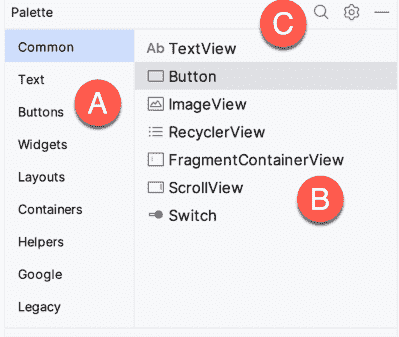 Palette
C
Common
Text
Buttons
A
Widgets
Layouts
Containers
Helpers
Google
Legacy
Ab TextView
Button
ImageView
RecyclerView
FragmentContainerView
ScrollView
B
Switch